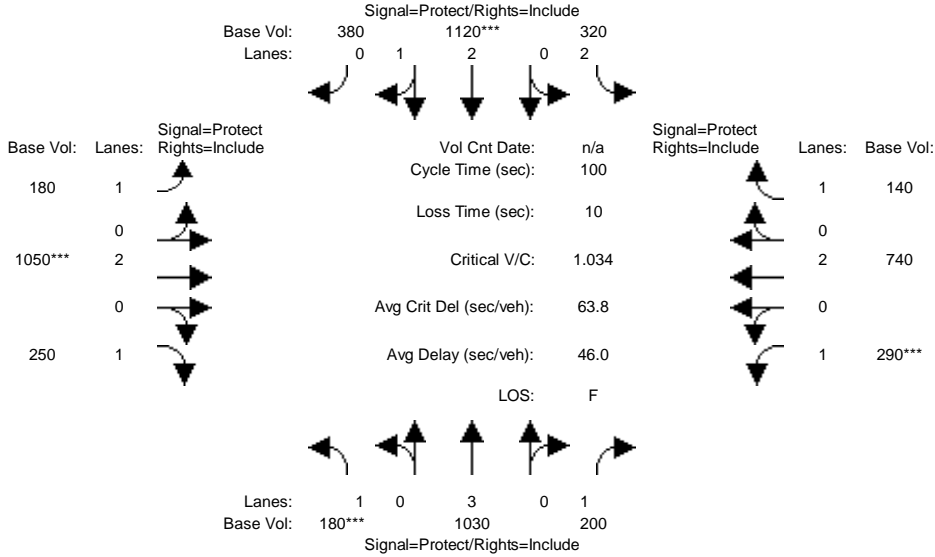 Signal=Protect/Rights=Include
Base Vol: 380 1120*** 320
Lanes: 0 1 2 0 2
Signal=Protect
Base Vol: Lanes: Rights=Include
Vol Cnt Date: n/a
Signal=Protect
Rights=Include Lanes: Base Vol:
Cycle Time (sec): 100
180 1
1 140
Loss Time (sec): 10
0
0
1050*** 2
Critical V/C: 1.034
2 740
0
Avg Crit Del (sec/veh): 63.8
0
250 1
Avg Delay (sec/veh): 46.0
1 290***
LOS: F
Lanes: 1 0 3 0 1
Base Vol: 180*** 1030 200
Signal=Protect/Rights=Include